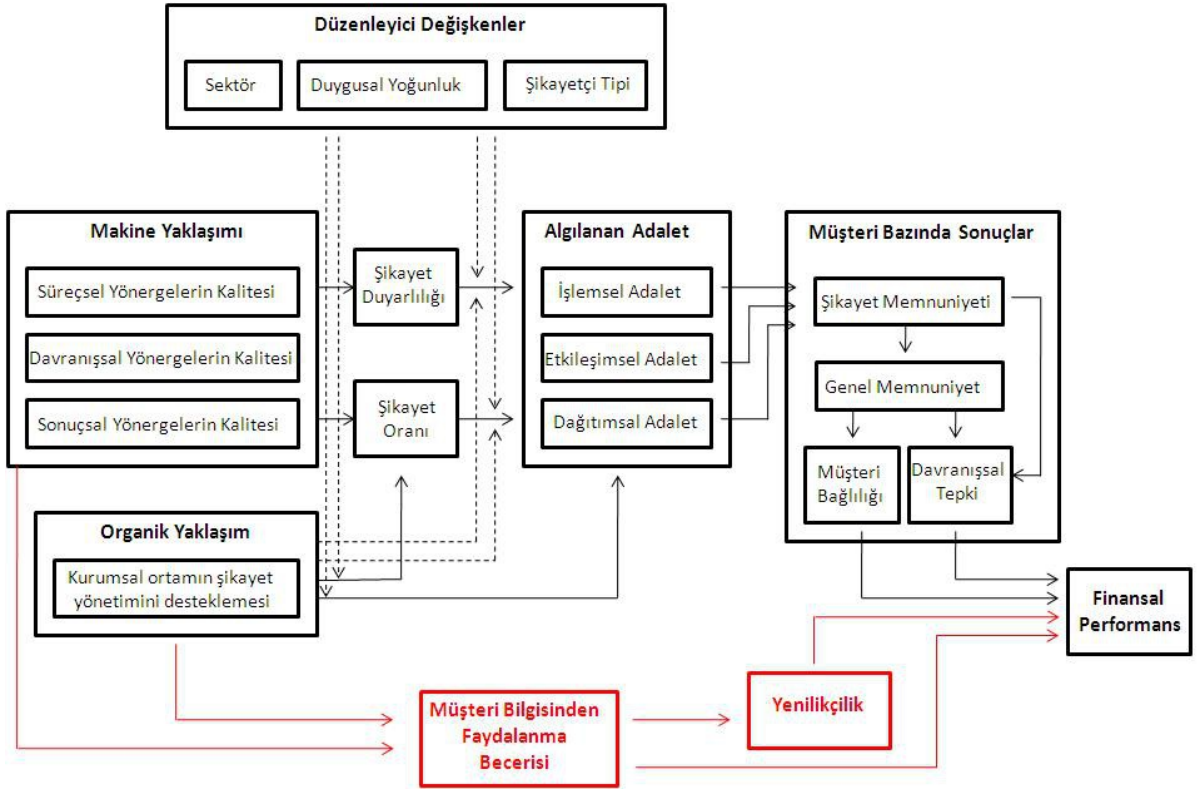 Düzenleyici Değişkenler
Sektör
Duygusal Yoğunluk
Şikayetçi Tipi
Makine Yaklaşımı
Süreçsel Yönergelerin Kalitesi
Davranışsal Yönergelerin Kalitesi
Sonuçsal Yönergelerin Kalitesi
Şikayet
Duyarlılığı
Şikayet
Oranı
Algılanan Adalet
İşlemsel Adalet
Etkileşimsel Adalet
Dağıtımsal Adalet
Müşteri Bazında Sonuçlar
Şikayet Memnuniyeti
Genel Memnuniyet
Müşteri
Bağlılığı
Davranışsal
Tepki
Organik Yaklaşım
Kurumsal ortamın şikayet
yönetimini desteklemesi
Finansal
Performans
Müşteri Bilgisinden
Faydalanma
Becerisi
Yenilikçilik